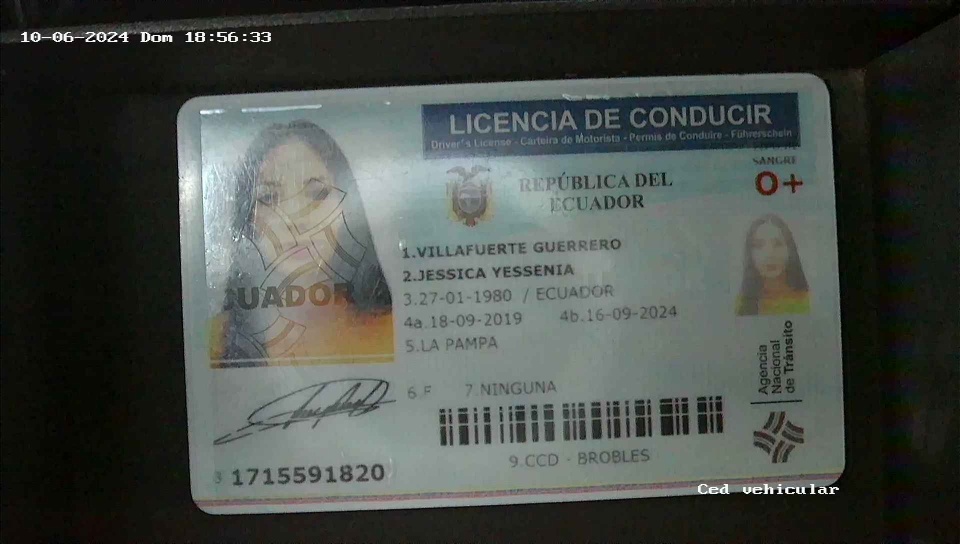 10-06-2024 Dom 18:56:33
LICENCIA DE CONDUCIR
Driver's License - Carteira de Motorista - Permis de Conduire - Führerschein
SANGRE
O+
REPÚBLICA DEL
ECUADOR
1.VILLAFUERTE GUERRERO
2.JESSICA YESSENIA
3.27-01-1980 / ECUADOR
4a.18-09-2019 4b.16-09-2024
5.LA PAMPA
ECUADOR
6.F 7.NINGUNA
Agencia
Nacional
de Tránsito
9.CCD - BROBLES
1715591820
Ced vehicular